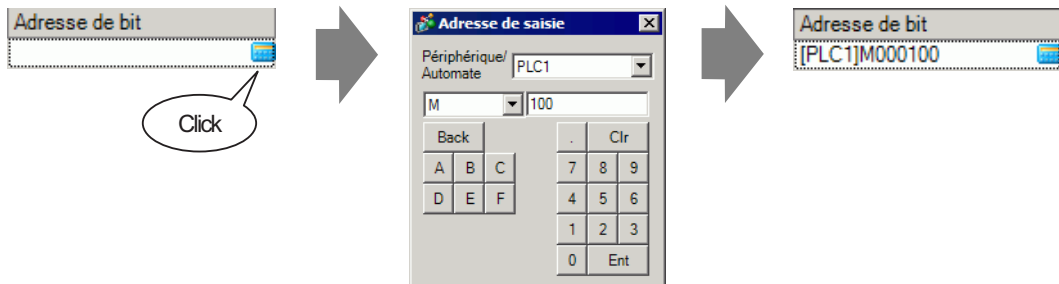 Adresse de bit
Click
Adresse de saisie
Périphérique/
Automate
PLC1
M 100
Back . Clr
A B C 7 8 9
D E F 4 5 6
1 2 3
0 Ent
Adresse de bit
[PLC1]M000100